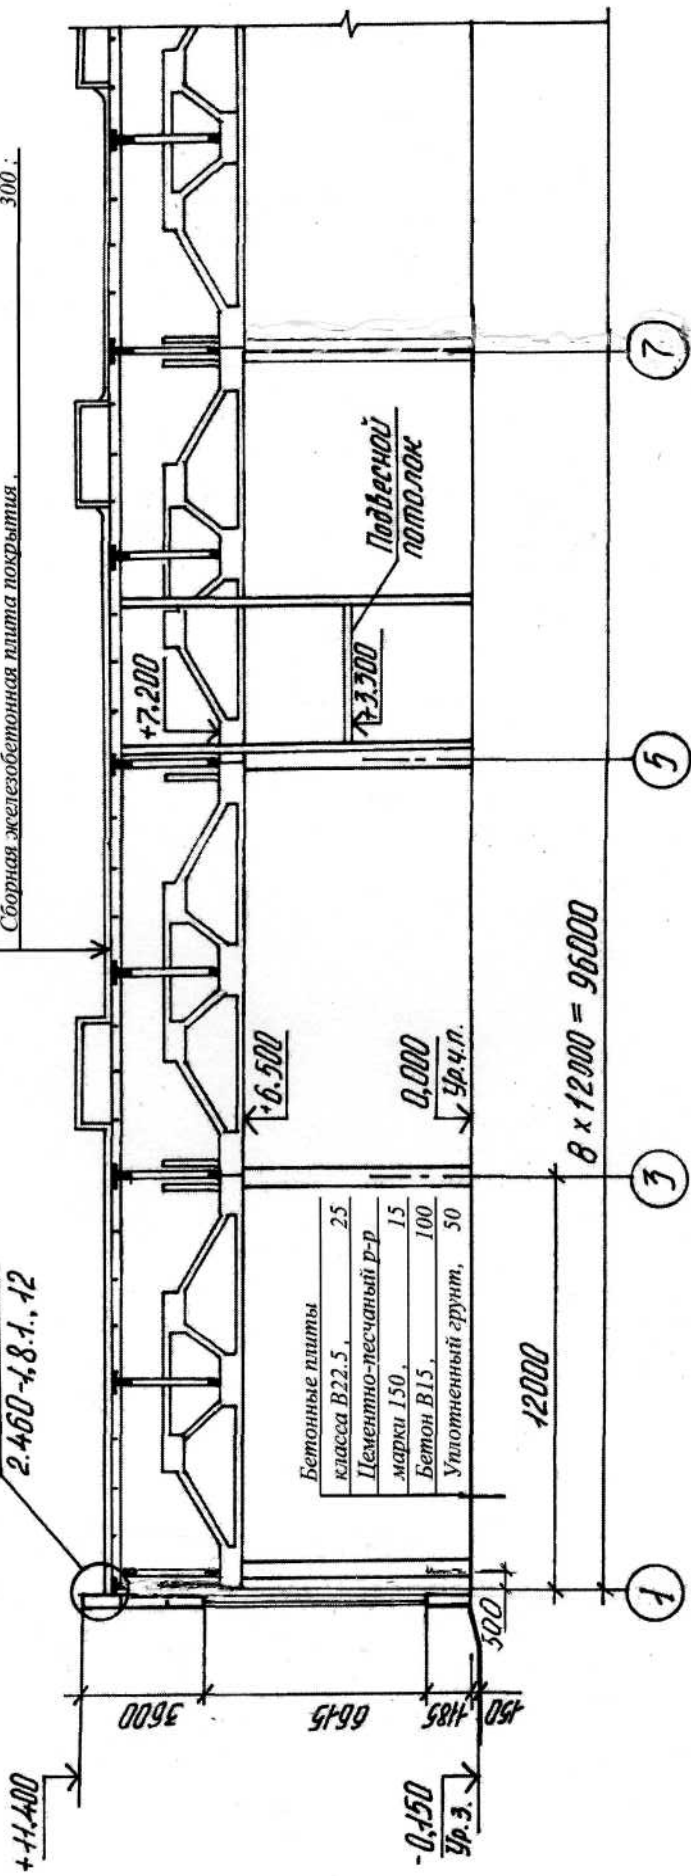 Сборная железобетонная плита покрытия,
300;
2.460-1,8.1.,12
+11.400
3600
6615
1185
150
-0,150
Ур.з.
+7.200
+3.300
Подвесной
потолок
+6.500
0,000
Ур.ч.п.
Бетонные плиты
класса В22.5, 25
Цементно-песчаный р-р
марки 150, 15
Бетон В15, 100
Уплотненный грунт, 50
500
12000
8 х 12000 = 96000
1
3
5
7